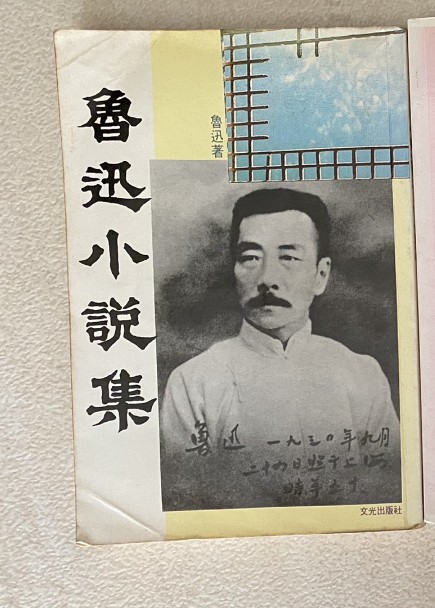 魯迅小説集
魯迅著
魯迅 一九三〇年九月
二十四日照于上海
時年五十
文光出版社